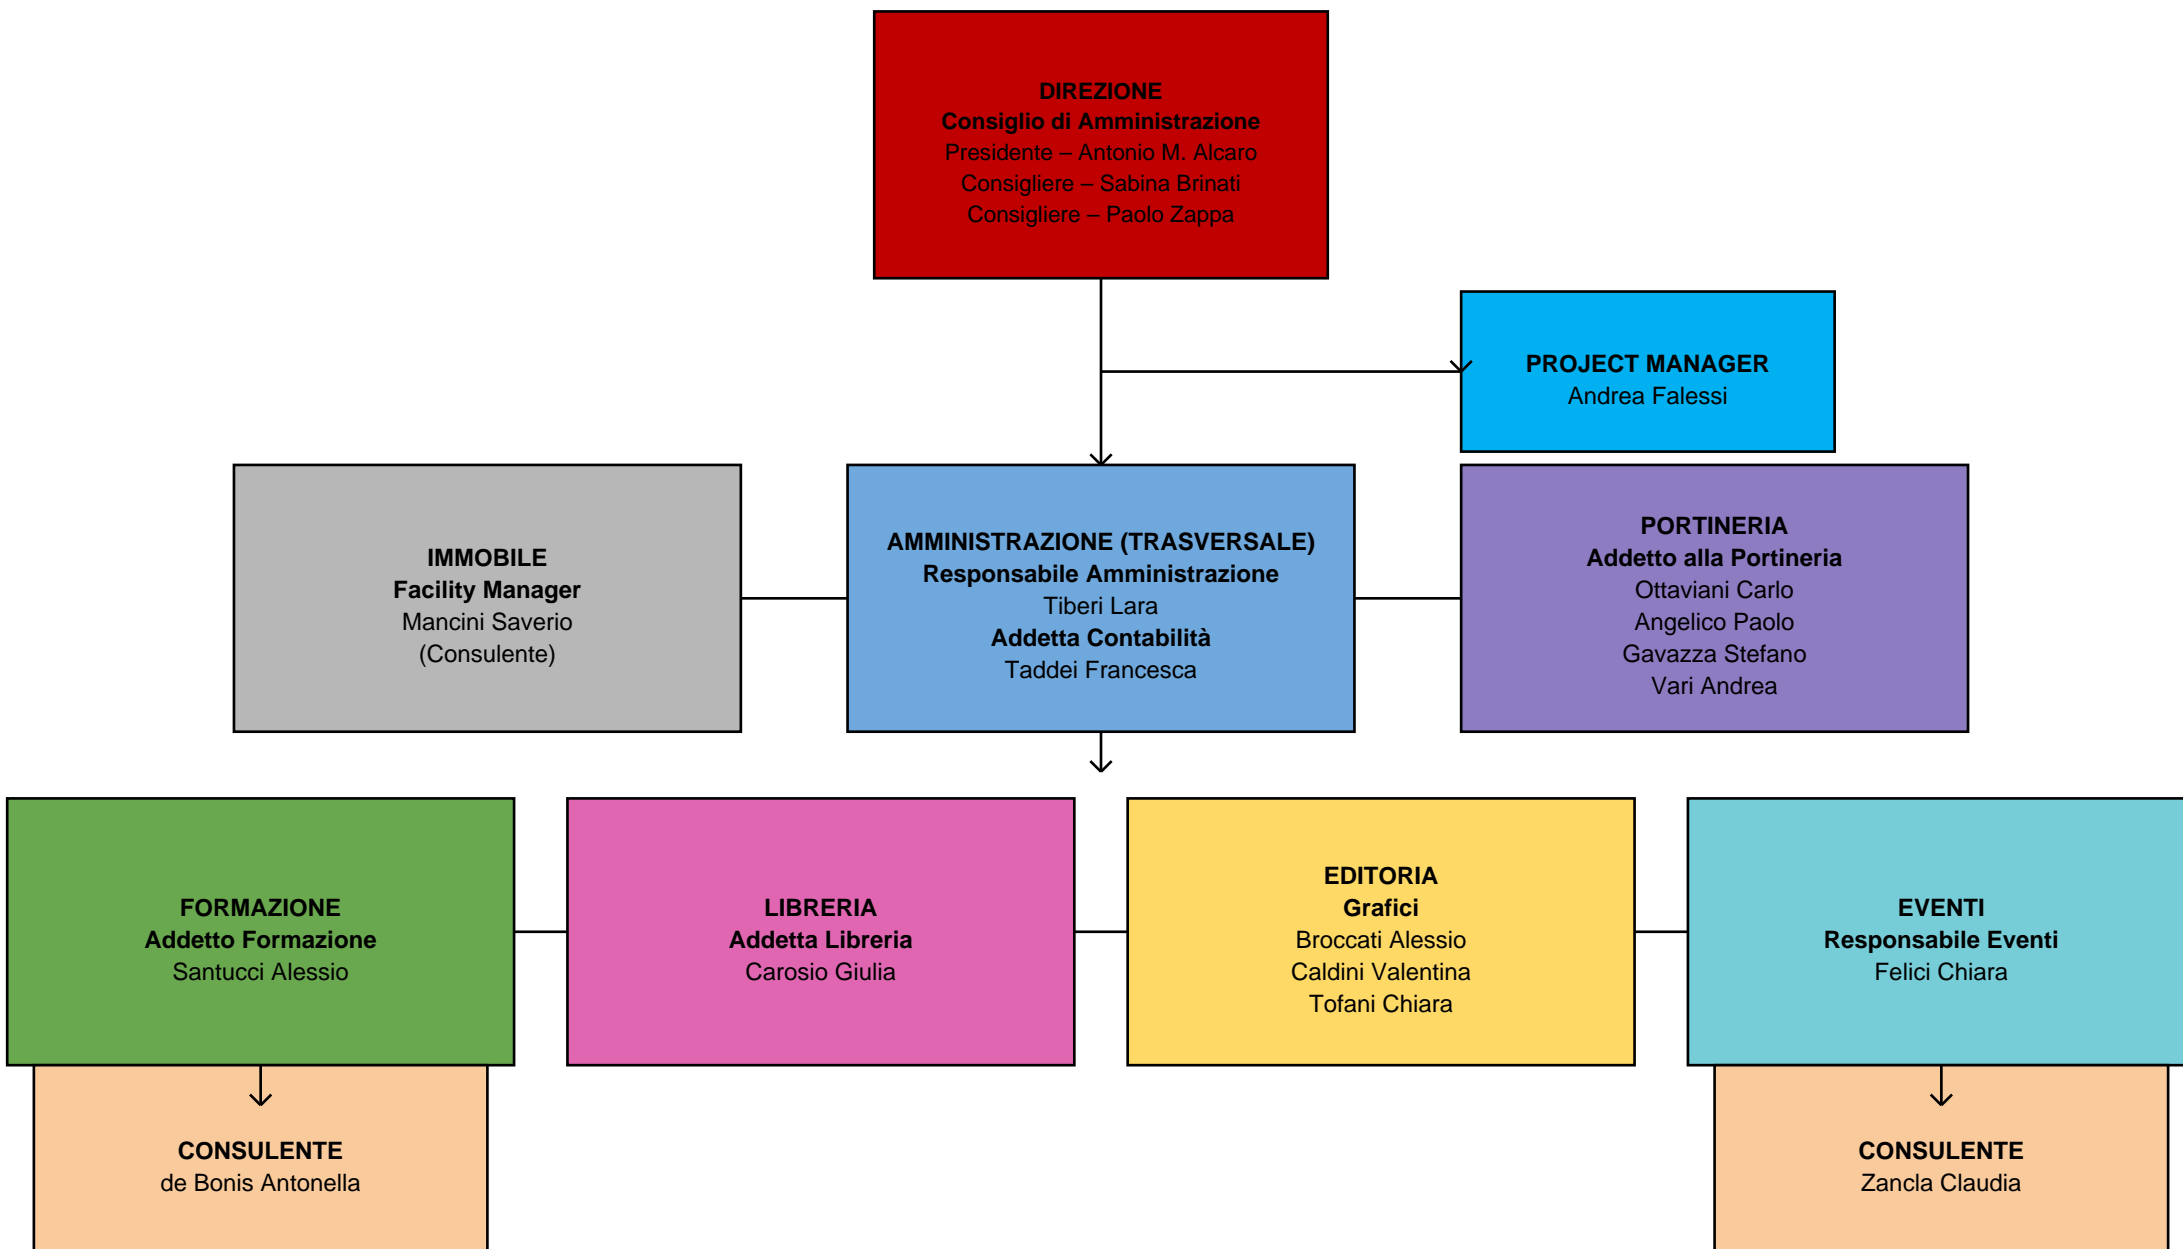 DIREZIONE
Consiglio di Amministrazione
Presidente – Antonio M. Alcaro
Consigliere – Sabina Brinati
Consigliere – Paolo Zappa
PROJECT MANAGER
Andrea Falessi
IMMOBILE
Facility Manager
Mancini Saverio
(Consulente)
AMMINISTRAZIONE (TRASVERSALE)
Responsabile Amministrazione
Tiberi Lara
Addetta Contabilità
Taddei Francesca
PORTINERIA
Addetto alla Portineria
Ottaviani Carlo
Angelico Paolo
Gavazza Stefano
Vari Andrea
FORMAZIONE
Addetto Formazione
Santucci Alessio
LIBRERIA
Addetta Libreria
Carosio Giulia
EDITORIA
Grafici
Broccati Alessio
Caldini Valentina
Tofani Chiara
EVENTI
Responsabile Eventi
Felici Chiara
CONSULENTE
de Bonis Antonella
CONSULENTE
Zancla Claudia